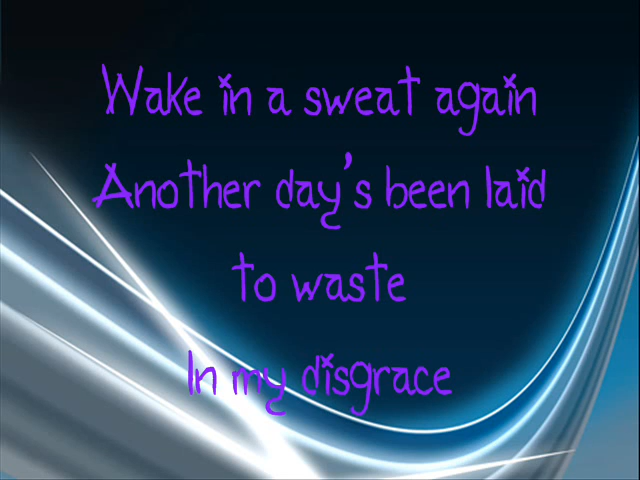 Wake in a sweat again
Another day's been laid
to waste
In my disgrace